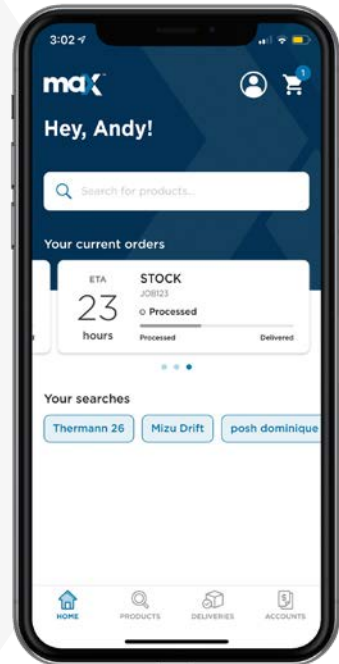 3:02
max
1
Hey, Andy!
Search for products...
Your current orders
ETA
23
hours
STOCK
JOB123
Processed
Processed
Delivered
Your searches
Thermann 26
Mizu Drift
posh dominique
HOME
PRODUCTS
DELIVERIES
ACCOUNTS